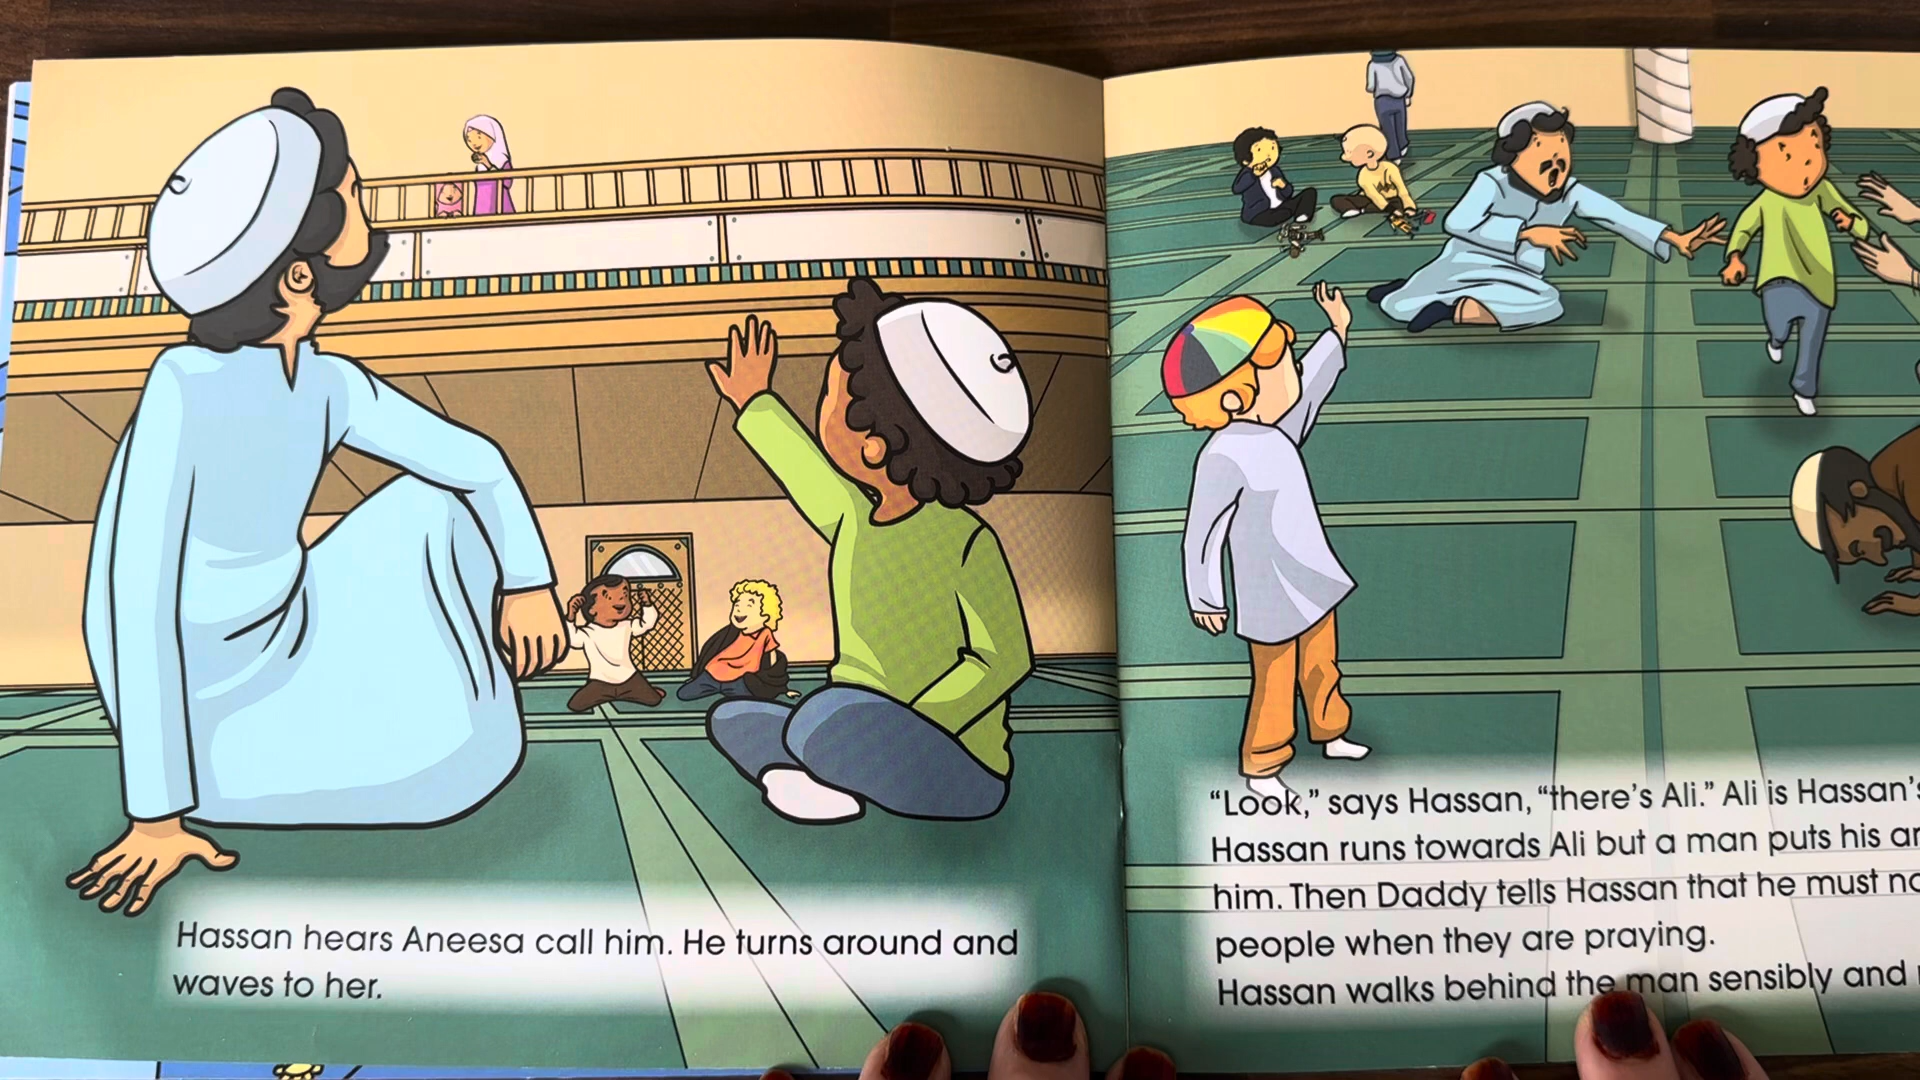 Hassan hears Aneesa call him. He turns around and
waves to her.
“Look,” says Hassan, “there’s Ali.” Ali is Hassan’s
Hassan runs towards Ali but a man puts his
him. Then Daddy tells Hassan that he must
people when they are praying.
Hassan walks behind the man sensibly and